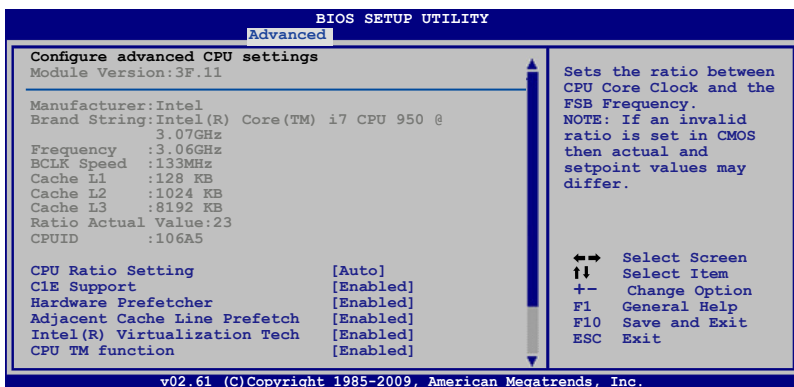 BIOS SETUP UTILITY
Advanced
Configure advanced CPU settings
Module Version:3F.11
Manufacturer:Intel
Brand String:Intel(R) Core(TM) i7 CPU 950 @
3.07GHz
Frequency :3.06GHz
BCLK Speed :133MHz
Cache L1 :128 KB
Cache L2 :1024 KB
Cache L3 :8192 KB
Ratio Actual Value:23
CPUID :106A5
CPU Ratio Setting [Auto]
C1E Support [Enabled]
Hardware Prefetcher [Enabled]
Adjacent Cache Line Prefetch [Enabled]
Intel(R) Virtualization Tech [Enabled]
CPU TM function [Enabled]
Sets the ratio between
CPU Core Clock and the
FSB Frequency.
NOTE: If an invalid
ratio is set in CMOS
then actual and
setpoint values may
differ.
←→ Select Screen
↑↓ Select Item
+- Change Option
F1 General Help
F10 Save and Exit
ESC Exit
v02.61 (C)Copyright 1985-2009, American Megatrends, Inc.